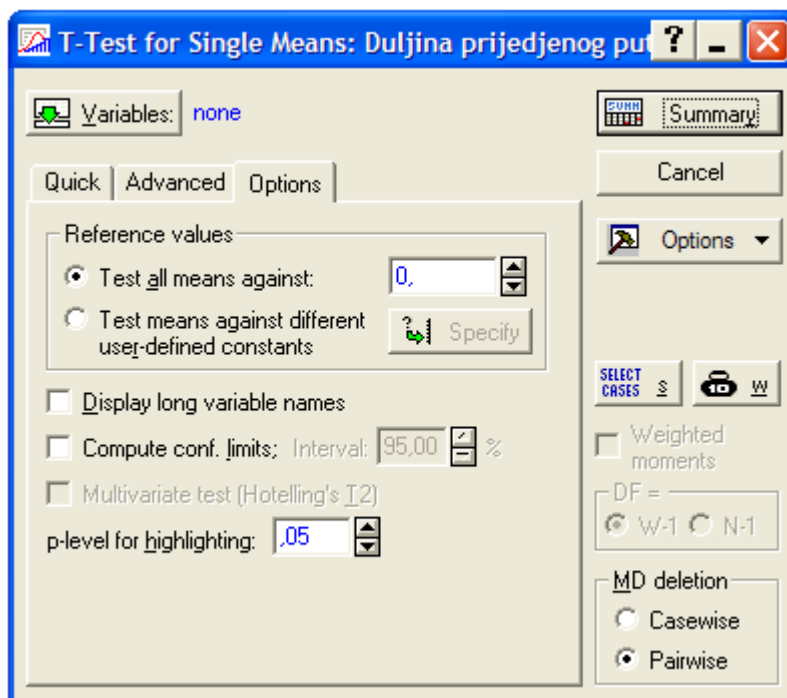 T-Test for Single Means: Duljina prijedjenog put
Variables: none
Summary
Cancel
Options
Quick Advanced Options
Reference values
Test all means against: 0,
Test means against different
user-defined constants
Specify
Display long variable names
Compute conf. limits; Interval: 95,00 %
Multivariate test (Hotelling's T2)
p-level for highlighting: ,05
SELECT
CASES S
W
Weighted
moments
DF =
W-1 N-1
MD deletion
Casewise
Pairwise